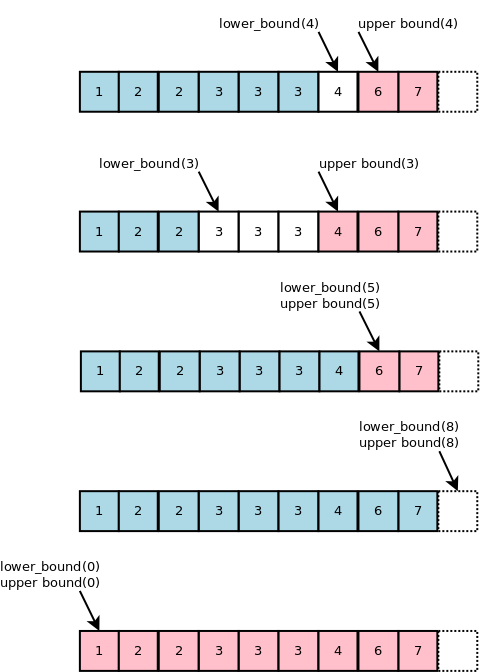 lower_bound(4) upper bound(4)
1 2 2 3 3 3 4 6 7
lower_bound(3) upper bound(3)
1 2 2 3 3 3 4 6 7
lower_bound(5)
upper bound(5)
1 2 2 3 3 3 4 6 7
lower_bound(8)
upper bound(8)
1 2 2 3 3 3 4 6 7
lower_bound(0)
upper bound(0)
1 2 2 3 3 3 4 6 7